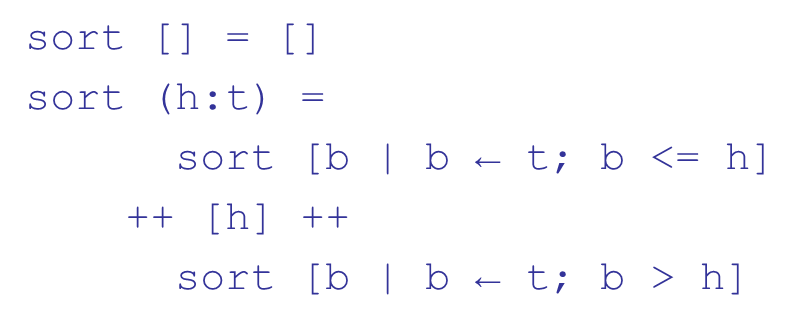 sort [] = []
sort (h:t) =
sort [b | b ← t; b <= h]
++ [h] ++
sort [b | b ← t; b > h]